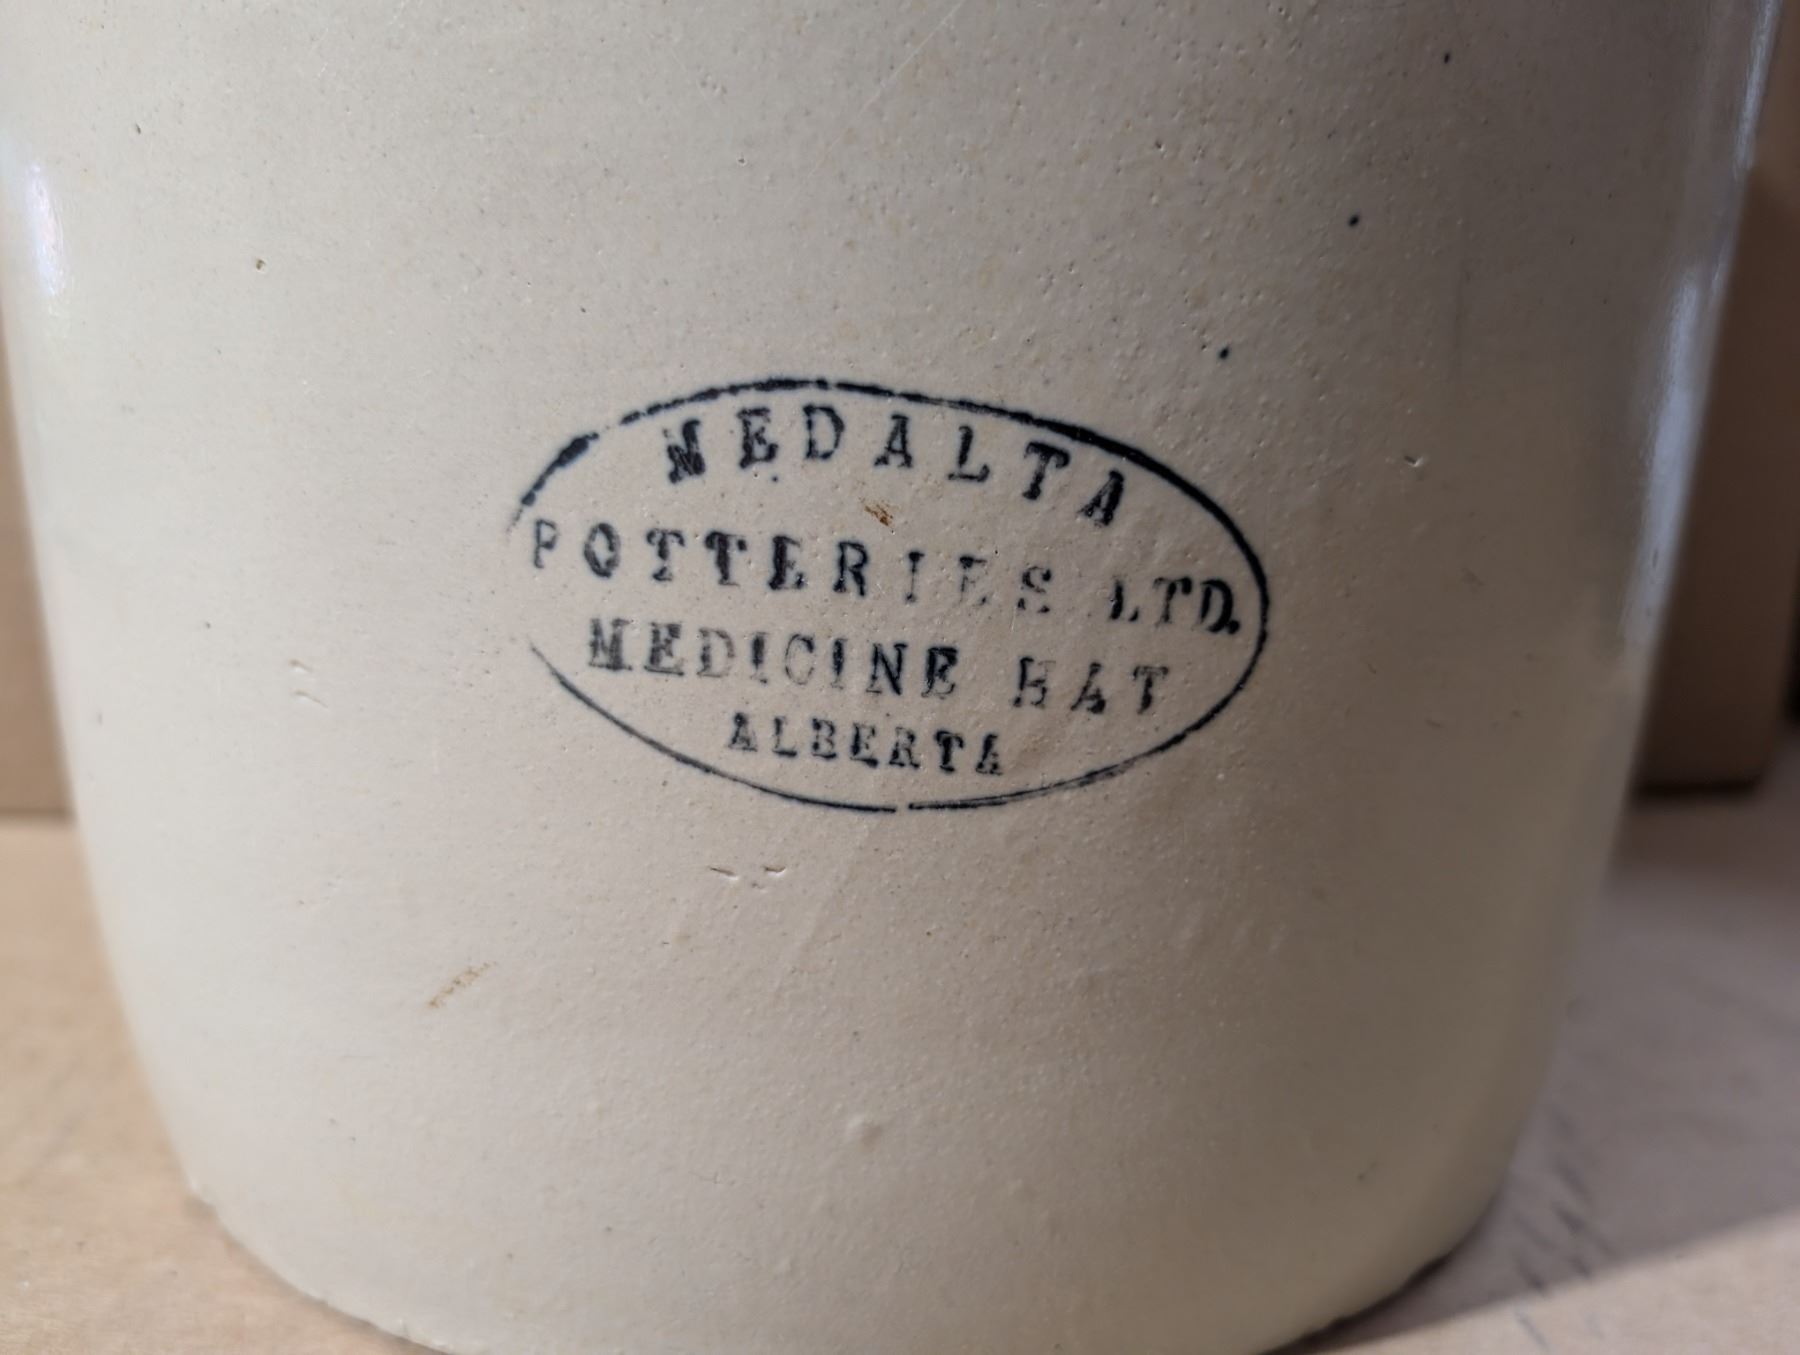 MEDALTA
POTTERIES LTD.
MEDICINE HAT
ALBERTA